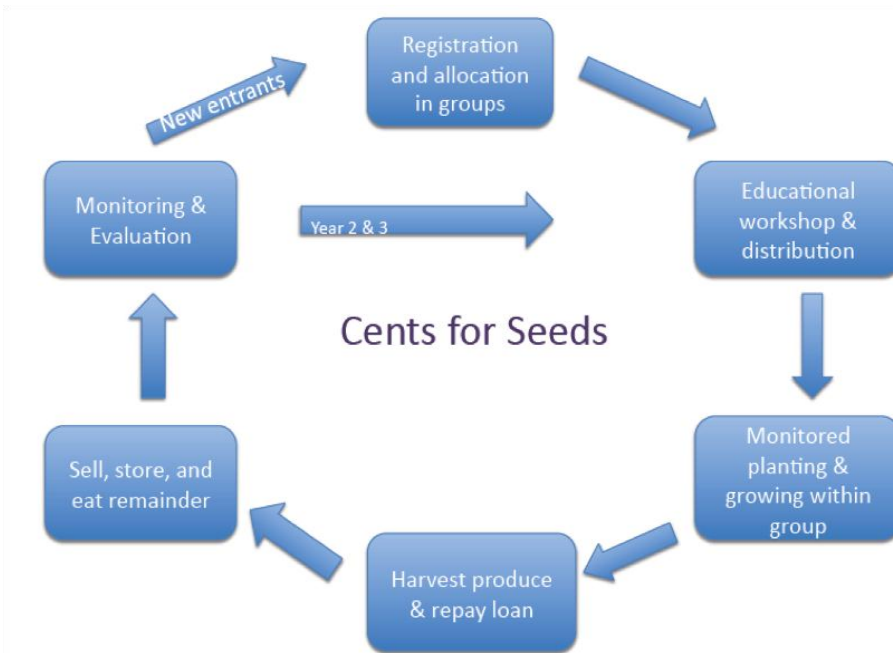 Registration
and allocation
in groups
New entrants
Monitoring &
Evaluation
Year 2 & 3
Educational
workshop &
distribution
Cents for Seeds
Sell, store, and
eat remainder
Monitored
planting &
growing within
group
Harvest produce
& repay loan